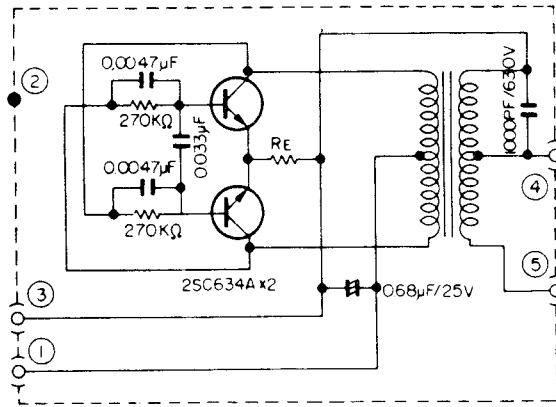 0.0047µF
②
270KΩ
0.033µF
RE
1000PF/630V
0.0047µF
④
270KΩ
⑤
2SC634A×2
③
0.68µF/25V
①